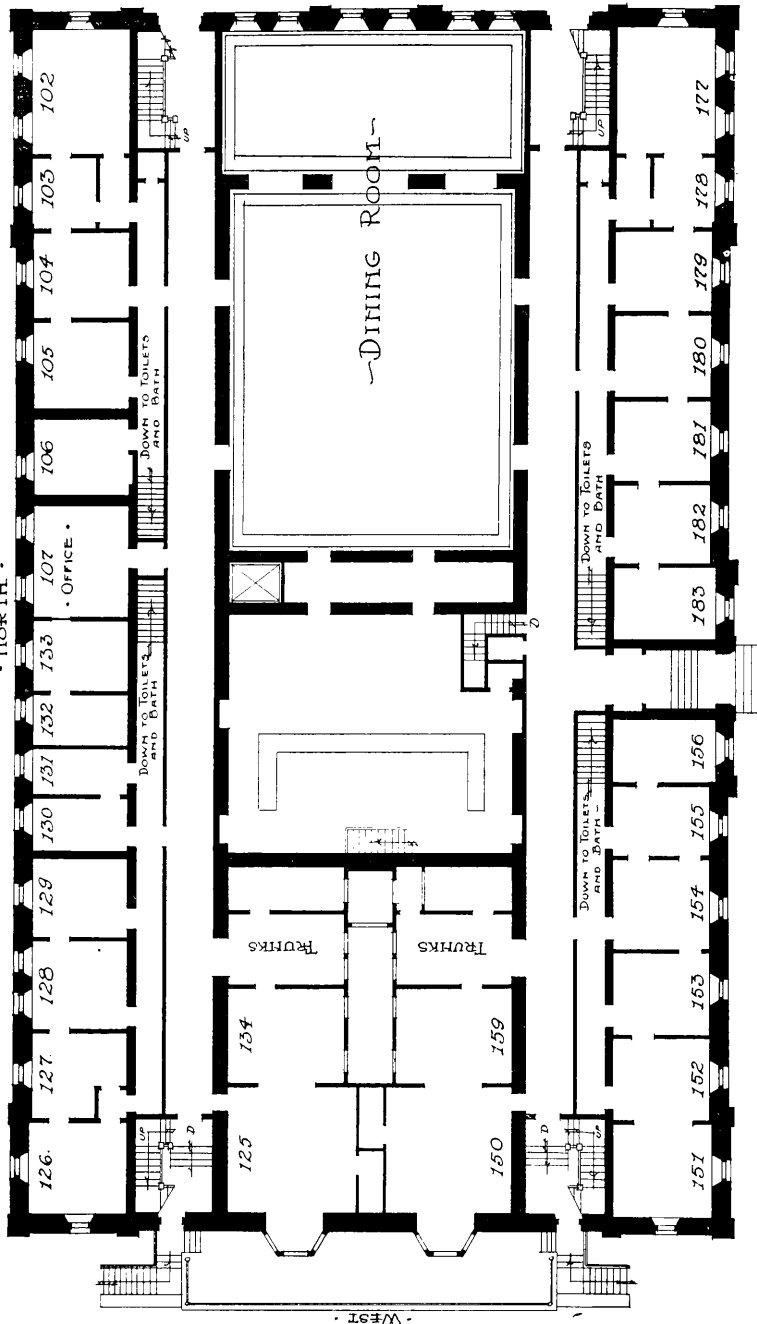 · NORTH ·
102
103
104
105
106
107
· OFFICE ·
133
132
131
130
129
128
127.
126.
UP
DOWN TO TOILETS
AND BATH
DOWN TO TOILETS
AND BATH
UP
D
~DINING ROOM~
D
TRUNKS
TRUNKS
134
159
125
150
UP
DOWN TO TOILETS
AND BATH
DOWN TO TOILETS
AND BATH -
D
UP
177
178
179
180
181
182
183
156
155
154
153
152
151
· WEST ·